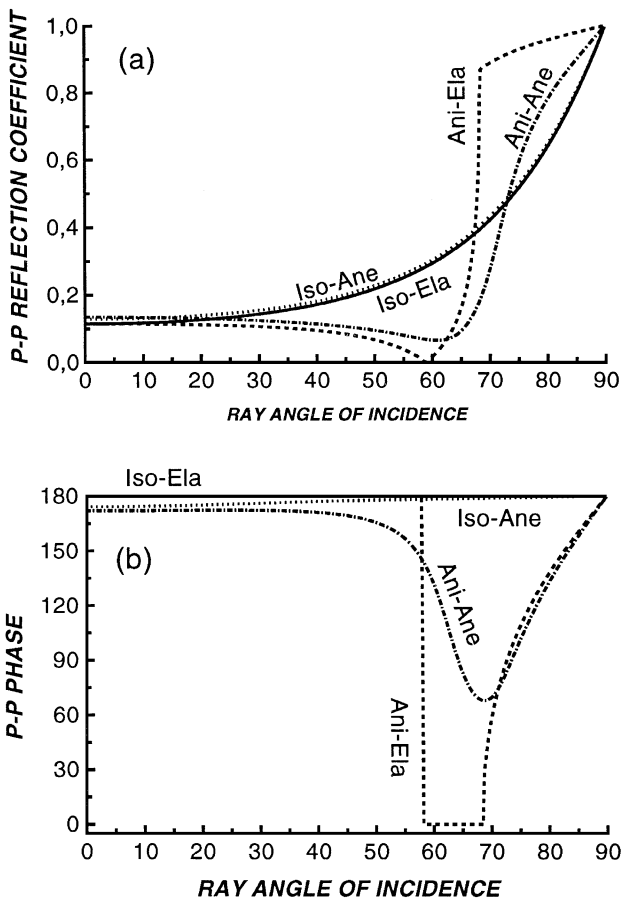 P-P REFLECTION COEFFICIENT
1,0
0,8
0,6
0,4
0,2
0,0
(a)
Ani-Ela
Ani-Ane
Iso-Ane
Iso-Ela
0 10 20 30 40 50 60 70 80 90
RAY ANGLE OF INCIDENCE
Iso-Ela
P-P PHASE
180
150
120
90
60
30
0
(b)
Iso-Ane
Ani-Ane
Ani-Ela
0 10 20 30 40 50 60 70 80 90
RAY ANGLE OF INCIDENCE